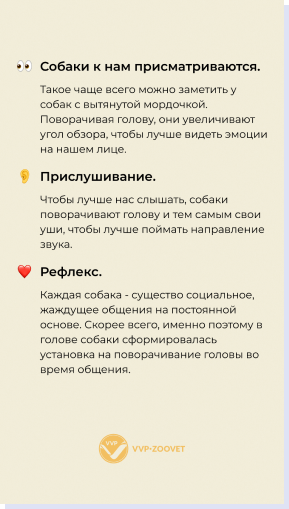 👀 Собаки к нам присматриваются.
Такое чаще всего можно заметить у
собак с вытянутой мордочкой.
Поворачивая голову, они увеличивают
угол обзора, чтобы лучше видеть эмоции
на нашем лице.
👂 Прислушивание.
Чтобы лучше нас слышать, собаки
поворачивают голову и тем самым свои
уши, чтобы лучше поймать направление
звука.
❤️ Рефлекс.
Каждая собака - существо социальное,
жаждущее общения на постоянной
основе. Скорее всего, именно поэтому в
голове собаки сформировалась
установка на поворачивание головы во
время общения.
VVP VVP•ZOOVET